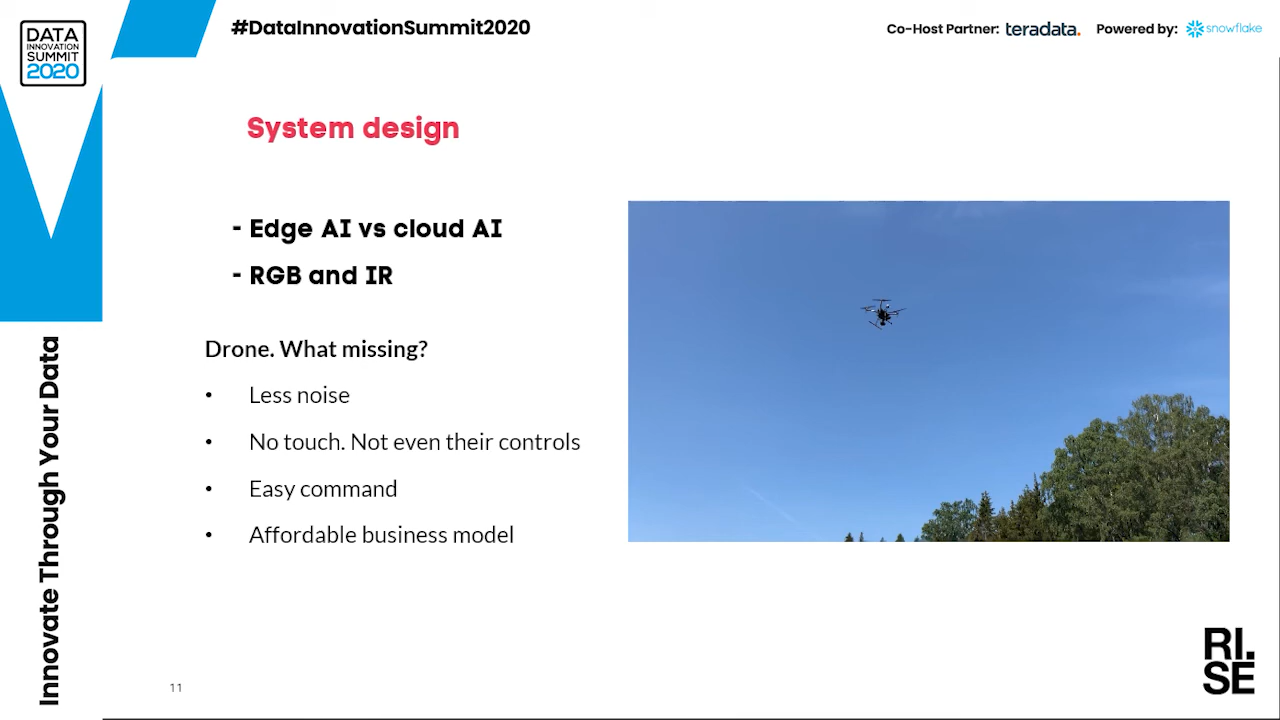 DATA
INNOVATION
SUMMIT
2020
#DataInnovationSummit2020
Co-Host Partner: teradata. Powered by: snowflake
System design
- Edge AI vs cloud AI
- RGB and IR
Drone. What missing?
• Less noise
• No touch. Not even their controls
• Easy command
• Affordable business model
Innovate Through Your Data
11
RI.
SE